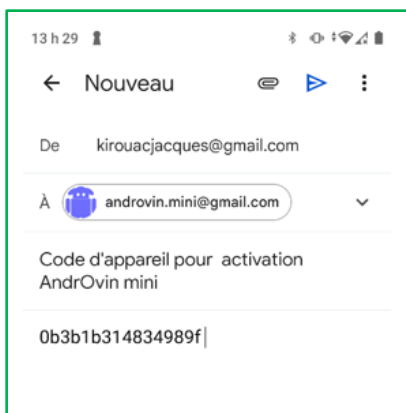 13 h 29
Nouveau
De kirouacjacques@gmail.com
À androvin.mini@gmail.com
Code d'appareil pour activation
AndrOvin mini
0b3b1b314834989f